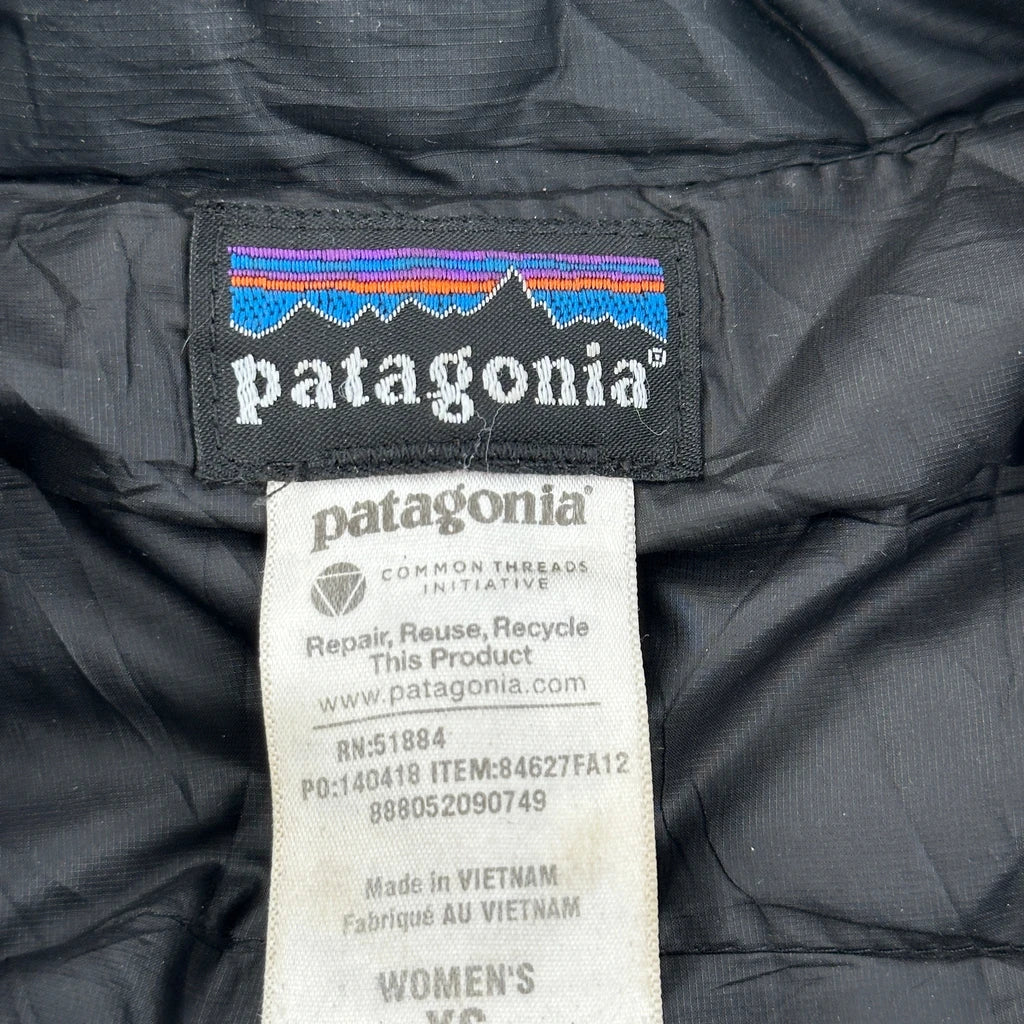 patagonia
patagonia®
COMMON THREADS
INITIATIVE
Repair, Reuse, Recycle
This Product
www.patagonia.com
RN:51884
PO:140418 ITEM:84627FA12
888052090749
Made in VIETNAM
Fabriqué AU VIETNAM
WOMEN'S
XS